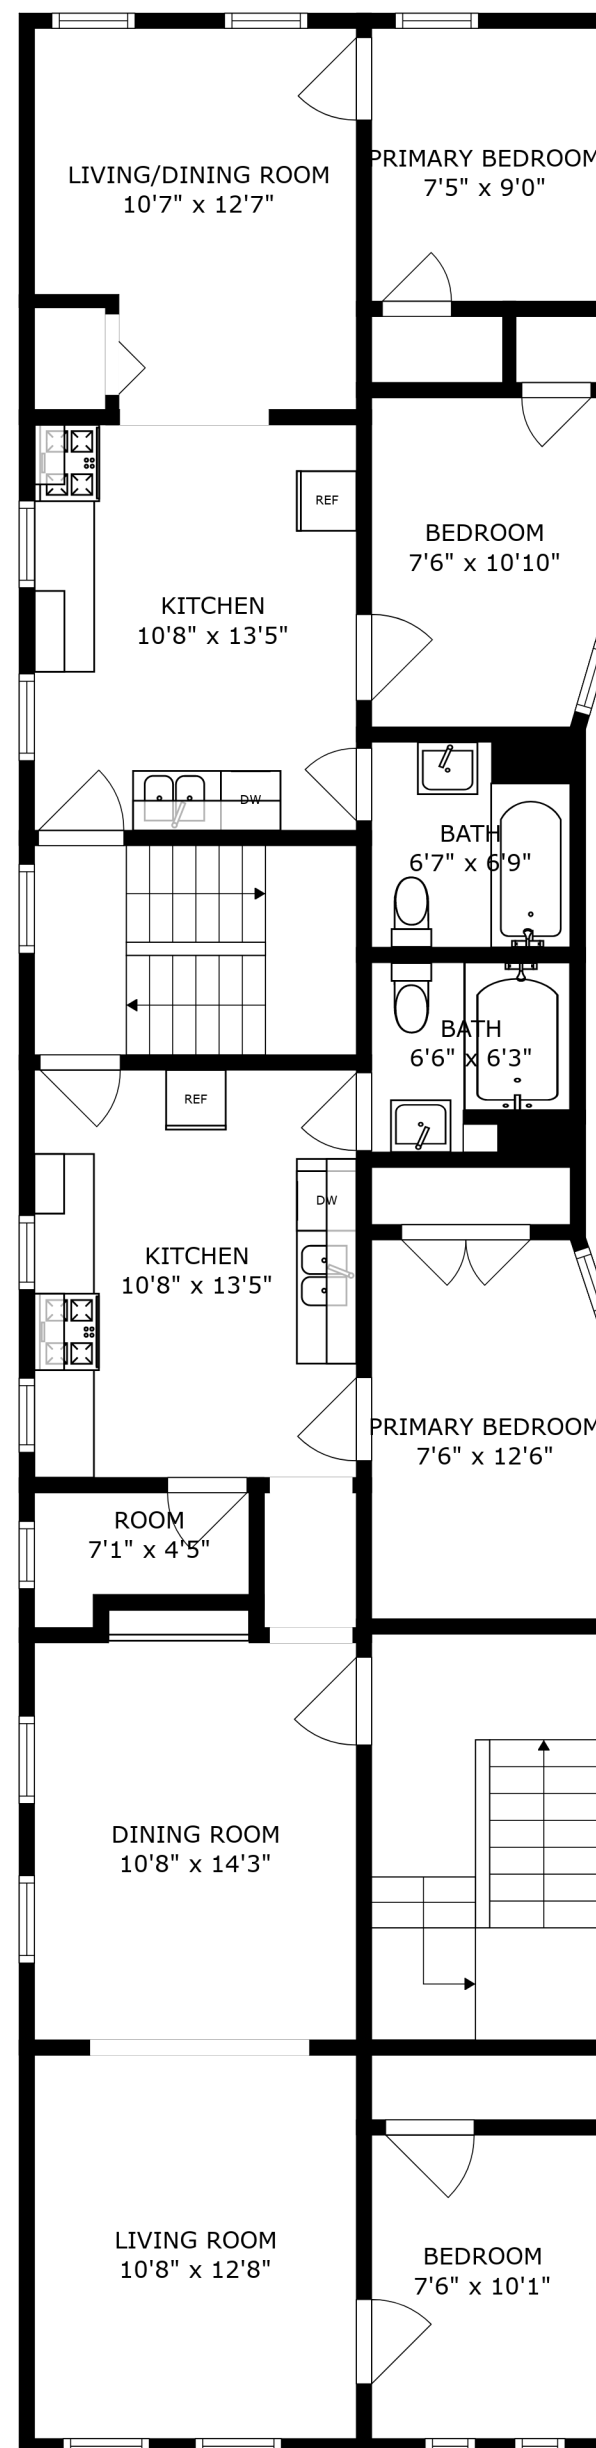 LIVING/DINING ROOM
10'7" x 12'7"
PRIMARY BEDROOM
7'5" x 9'0"
REF
BEDROOM
7'6" x 10'10"
KITCHEN
10'8" x 13'5"
DW
BATH
6'7" x 6'9"
BATH
6'6" x 6'3"
REF
DW
KITCHEN
10'8" x 13'5"
PRIMARY BEDROOM
7'6" x 12'6"
ROOM
7'1" x 4'5"
DINING ROOM
10'8" x 14'3"
LIVING ROOM
10'8" x 12'8"
BEDROOM
7'6" x 10'1"